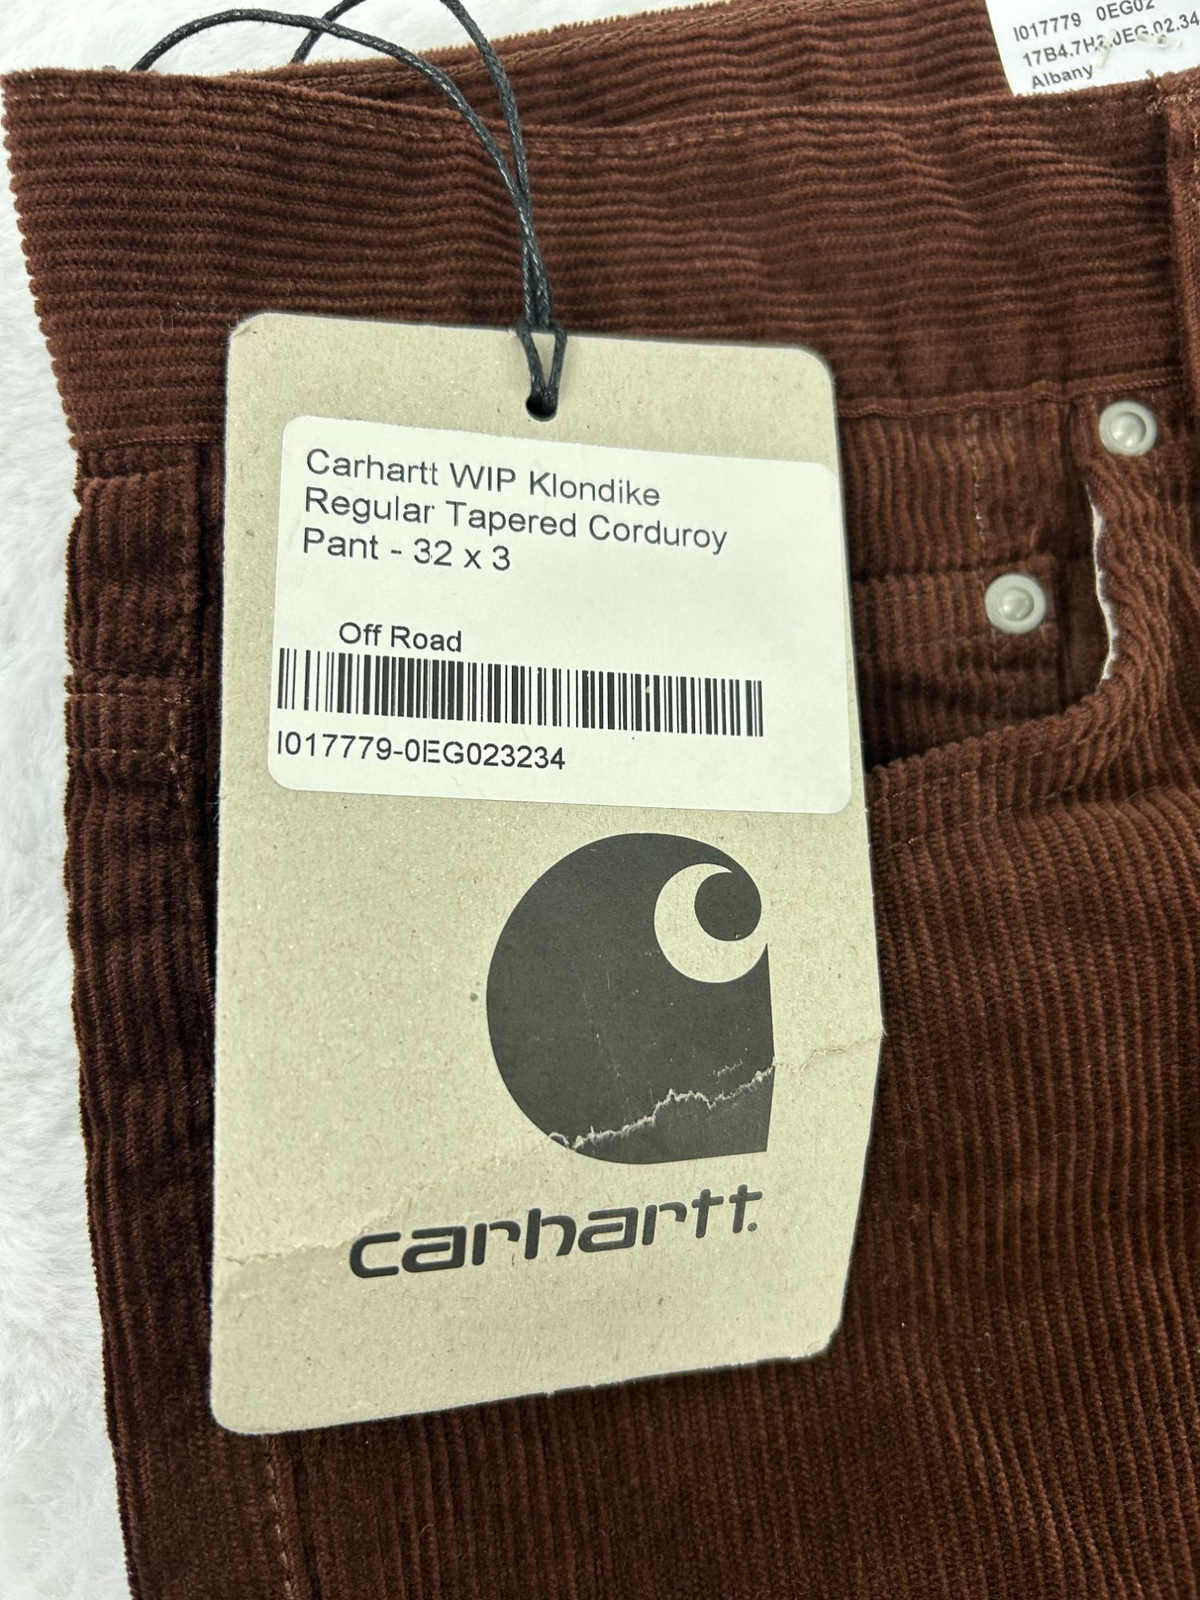 I017779 0EG02
Albany
Carhartt WIP Klondike
Regular Tapered Corduroy
Pant - 32 x 3
Off Road
I017779-0EG023234
carhartt®